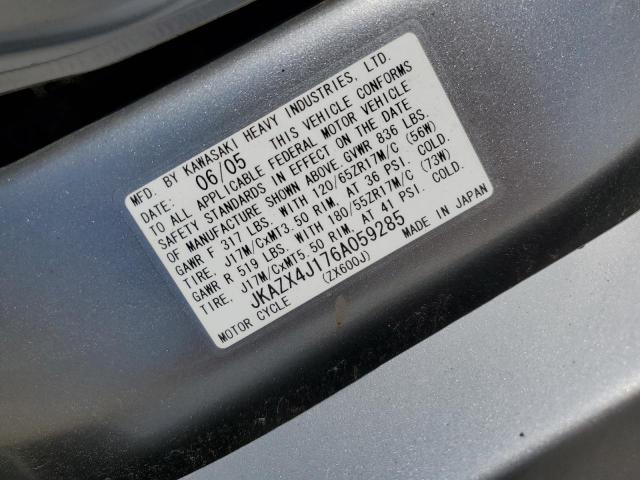 MFD. BY KAWASAKI HEAVY INDUSTRIES, LTD.
DATE: 06/05 THIS VEHICLE CONFORMS
TO ALL APPLICABLE FEDERAL MOTOR VEHICLE
SAFETY STANDARDS IN EFFECT ON THE DATE
OF MANUFACTURE SHOWN ABOVE. GVWR 836 LBS.
GAWR F 317 LBS. WITH 120/65ZR17M/C (56W)
TIRE. J17M/CxMT3.50 RIM. AT 36 PSI. COLD.
GAWR R 519 LBS. WITH 180/55ZR17M/C (73W)
TIRE. J17M/CxMT5.50 RIM. AT 41 PSI. COLD.
JKAZX4J176A059285
MOTOR CYCLE (ZX600J) MADE IN JAPAN